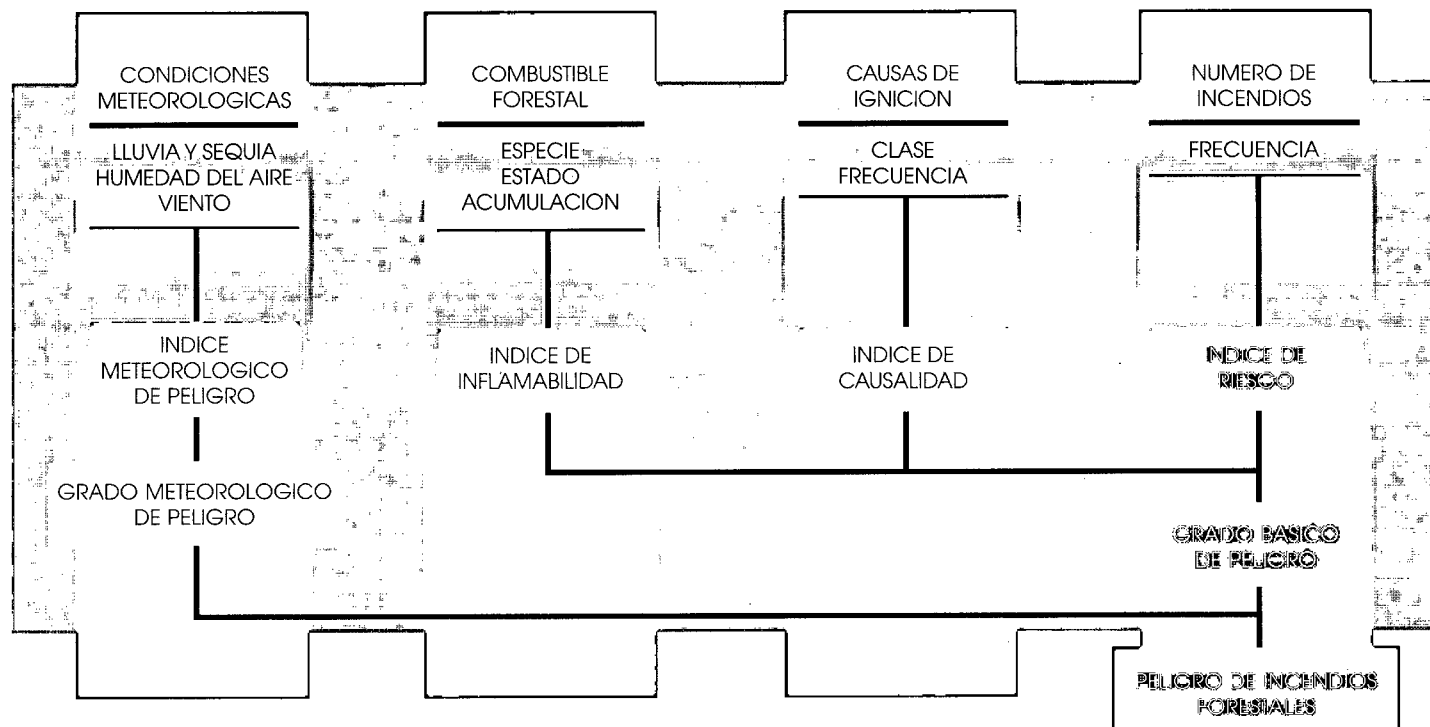 CONDICIONES
METEOROLOGICAS
LLUVIA Y SEQUIA
HUMEDAD DEL AIRE
VIENTO
INDICE
METEOROLOGICO
DE PELIGRO
GRADO METEOROLOGICO
DE PELIGRO
COMBUSTIBLE
FORESTAL
ESPECIE
ESTADO
ACUMULACION
INDICE DE
INFLAMABILIDAD
CAUSAS DE
IGNICION
CLASE
FRECUENCIA
INDICE DE
CAUSALIDAD
NUMERO DE
INCENDIOS
FRECUENCIA
INDICE DE
RIESGO
GRADO BASICO
DE PELIGRO
PELIGRO DE INCENDIOS
FORESTALES